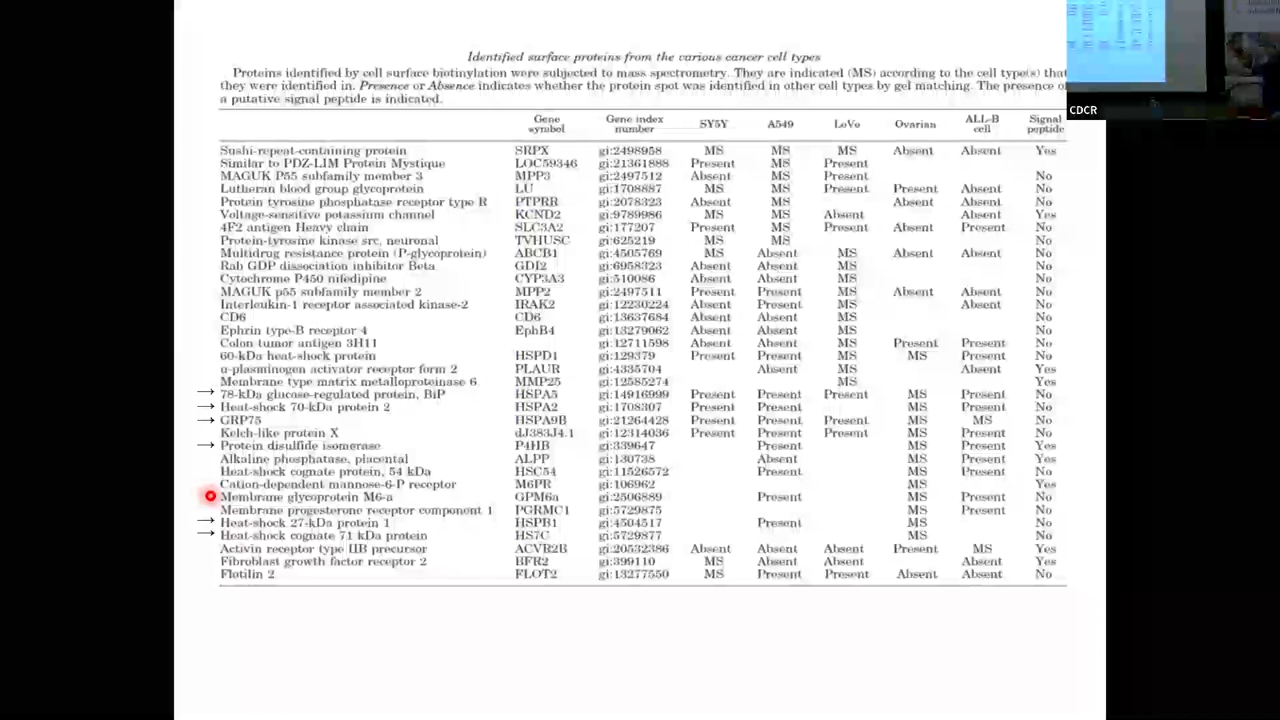 Identified surface proteins from the various cancer cell types
Proteins identified by cell surface biotinylation were subjected to mass spectrometry. They are indicated (MS) according to the cell type(s) that
they were identified in. Presence or Absence indicates whether the protein spot was identified in other cell types by gel matching. The presence o
a putative signal peptide is indicated.
Gene symbol Gene index number SY5Y A549 LoVo Ovarian ALL-B cell Signal peptide
Sushi-repeat-containing protein SRPX gi:2498958 MS MS MS Absent Absent Yes
Similar to PDZ-LIM Protein Mystique LOC59346 gi:21361888 Present MS Present
MAGUK P55 subfamily member 3 MPP3 gi:2497512 Absent MS Present No
Lutheran blood group glycoprotein LU gi:1708887 MS MS Present Present Absent No
Protein tyrosine phosphatase receptor type R PTPRR gi:2078323 Absent MS Absent Absent No
Voltage-sensitive potassium channel KCND2 gi:9789986 MS MS Absent Absent Yes
4F2 antigen Heavy chain SLC3A2 gi:177207 Present MS Present Absent Present No
Protein-tyrosine kinase src, neuronal TVHUSC gi:625219 MS MS No
Multidrug resistance protein (P-glycoprotein) ABCB1 gi:4505769 MS Absent MS Absent Absent No
Rab GDP dissociation inhibitor Beta GDI2 gi:6958323 Absent Absent MS No
Cytochrome P450 nifedipine CYP3A3 gi:510086 Absent Absent MS No
MAGUK p55 subfamily member 2 MPP2 gi:2497511 Present Present MS Absent Absent No
Interleukin-1 receptor associated kinase-2 IRAK2 gi:12230224 Absent Present MS Absent No
CD6 CD6 gi:13637684 Absent Absent MS No
Ephrin type-B receptor 4 EphB4 gi:13279062 Absent Absent MS No
Colon tumor antigen 3H11 gi:12711598 Absent Absent MS Present Present No
60-kDa heat-shock protein HSPD1 gi:129379 Present Present MS MS Present No
α-plasminogen activator receptor form 2 PLAUR gi:4335704 Absent MS Absent Yes
Membrane type matrix metalloproteinase 6 MMP25 gi:12585274 MS Yes
→ 78-kDa glucose-regulated protein, BiP HSPA5 gi:14916999 Present Present Present MS Present No
→ Heat-shock 70-kDa protein 2 HSPA2 gi:1708307 Present Present MS Present No
→ GRP75 HSPA9B gi:21264428 Present Present Present MS MS No
Kelch-like protein X dJ383J4.1 gi:12314036 Present Present Present MS Present No
→ Protein disulfide isomerase P4HB gi:339647 Present MS Present Yes
Alkaline phosphatase, placental ALPP gi:130738 Absent MS Present Yes
Heat-shock cognate protein, 54 kDa HSC54 gi:11526572 Present MS Present No
Cation-dependent mannose-6-P receptor M6PR gi:106962 MS Yes
Membrane glycoprotein M6-a GPM6a gi:2506889 Present MS Present No
Membrane progesterone receptor component 1 PGRMC1 gi:5729875 MS Present No
→ Heat-shock 27-kDa protein 1 HSPB1 gi:4504517 Present MS No
→ Heat-shock cognate 71 kDa protein HS7C gi:5729877 MS No
Activin receptor type IIB precursor ACVR2B gi:20532386 Absent Absent Absent Present MS Yes
Fibroblast growth factor receptor 2 BFR2 gi:399110 MS Absent Absent Absent Yes
Flotilin 2 FLOT2 gi:13277550 MS Present Present Absent Absent No
CDCR